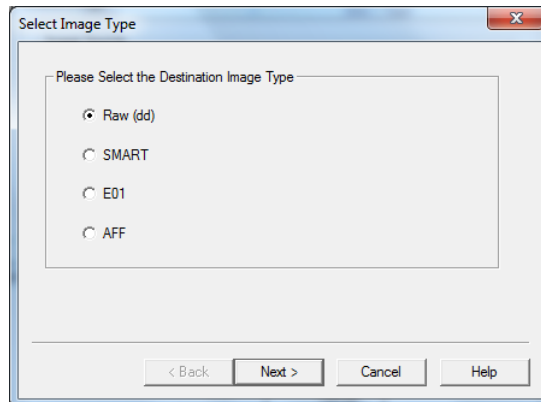 Select Image Type
Please Select the Destination Image Type
Raw (dd)
SMART
E01
AFF
< Back
Next >
Cancel
Help